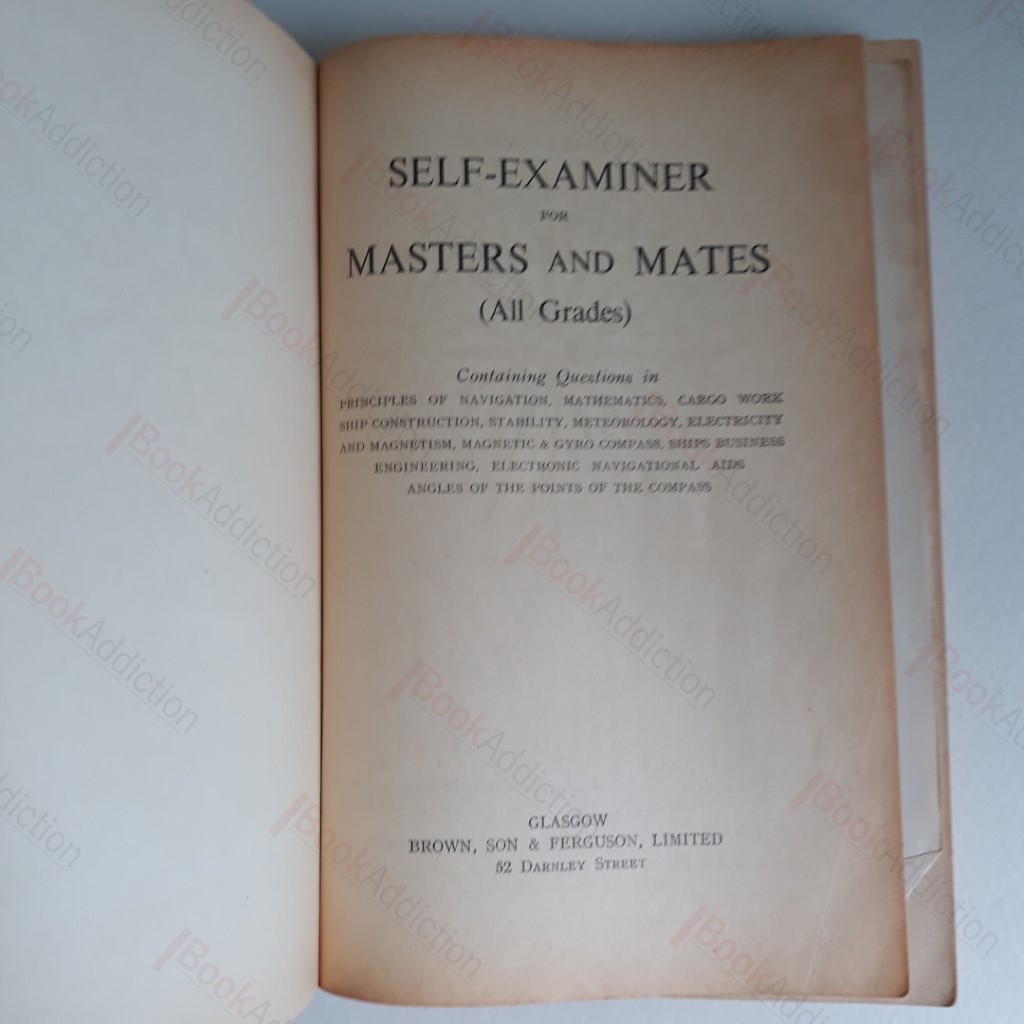 SELF-EXAMINER
FOR
MASTERS AND MATES
(All Grades)
Containing Questions in
PRINCIPLES OF NAVIGATION, MATHEMATICS, CARGO WORK
SHIP CONSTRUCTION, STABILITY, METEOROLOGY, ELECTRICITY
AND MAGNETISM, MAGNETIC & GYRO COMPASS, SHIPS BUSINESS
ENGINEERING, ELECTRONIC NAVIGATIONAL AIDS
ANGLES OF THE POINTS OF THE COMPASS
GLASGOW
BROWN, SON & FERGUSON, LIMITED
52 DARNLEY STREET
BookAddiction